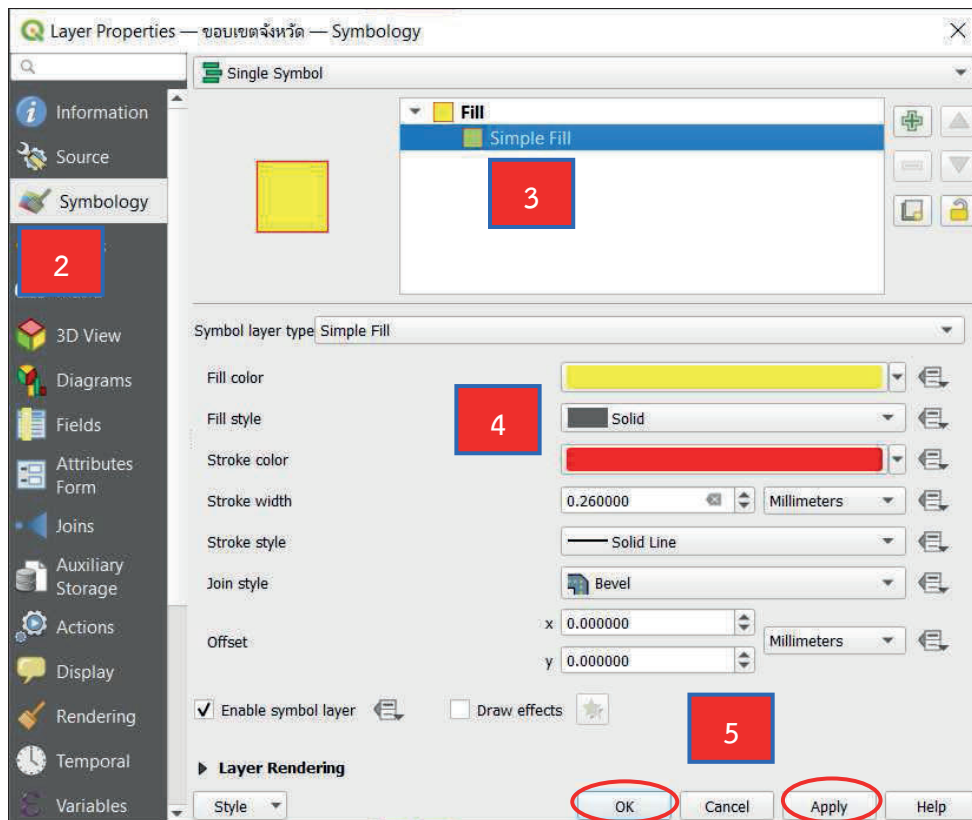 Layer Properties — ขอบเขตจังหวัด — Symbology
Single Symbol
Information
Source
Symbology
2
3D View
Diagrams
Fields
Attributes
Form
Joins
Auxiliary
Storage
Actions
Display
Rendering
Temporal
Variables
Fill
Simple Fill
3
Symbol layer type Simple Fill
Fill color
4
Fill style Solid
Stroke color
Stroke width 0.260000 Millimeters
Stroke style Solid Line
Join style Bevel
Offset x 0.000000 Millimeters
y 0.000000
Enable symbol layer Draw effects
5
Layer Rendering
Style OK Cancel Apply Help